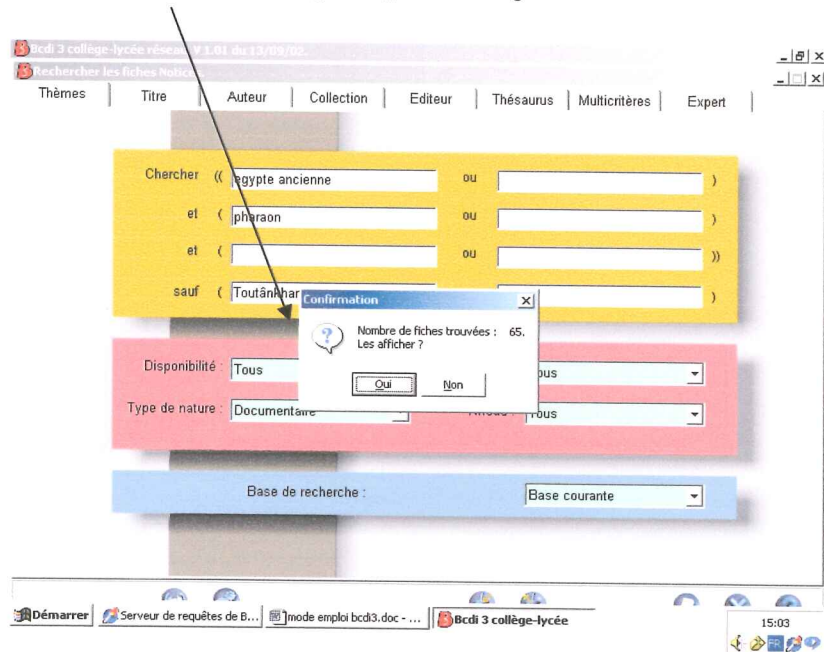 Bcdi 3 collège-lycée réseau V 1.01 du 13/09/02.
Rechercher les fiches Notices
Thèmes Titre Auteur Collection Editeur Thésaurus Multicritères Expert
Chercher (( egypte ancienne ou )
et ( pharaon ou )
et ( ou ))
sauf ( Toutânkhar )
Confirmation
Nombre de fiches trouvées : 65.
Les afficher ?
Oui Non
Disponibilité : Tous ous
Type de nature : Documentaire Tous
Base de recherche : Base courante
Démarrer Serveur de requêtes de B... mode emploi bcdi3.doc - ... Bcdi 3 collège-lycée 15:03
FR